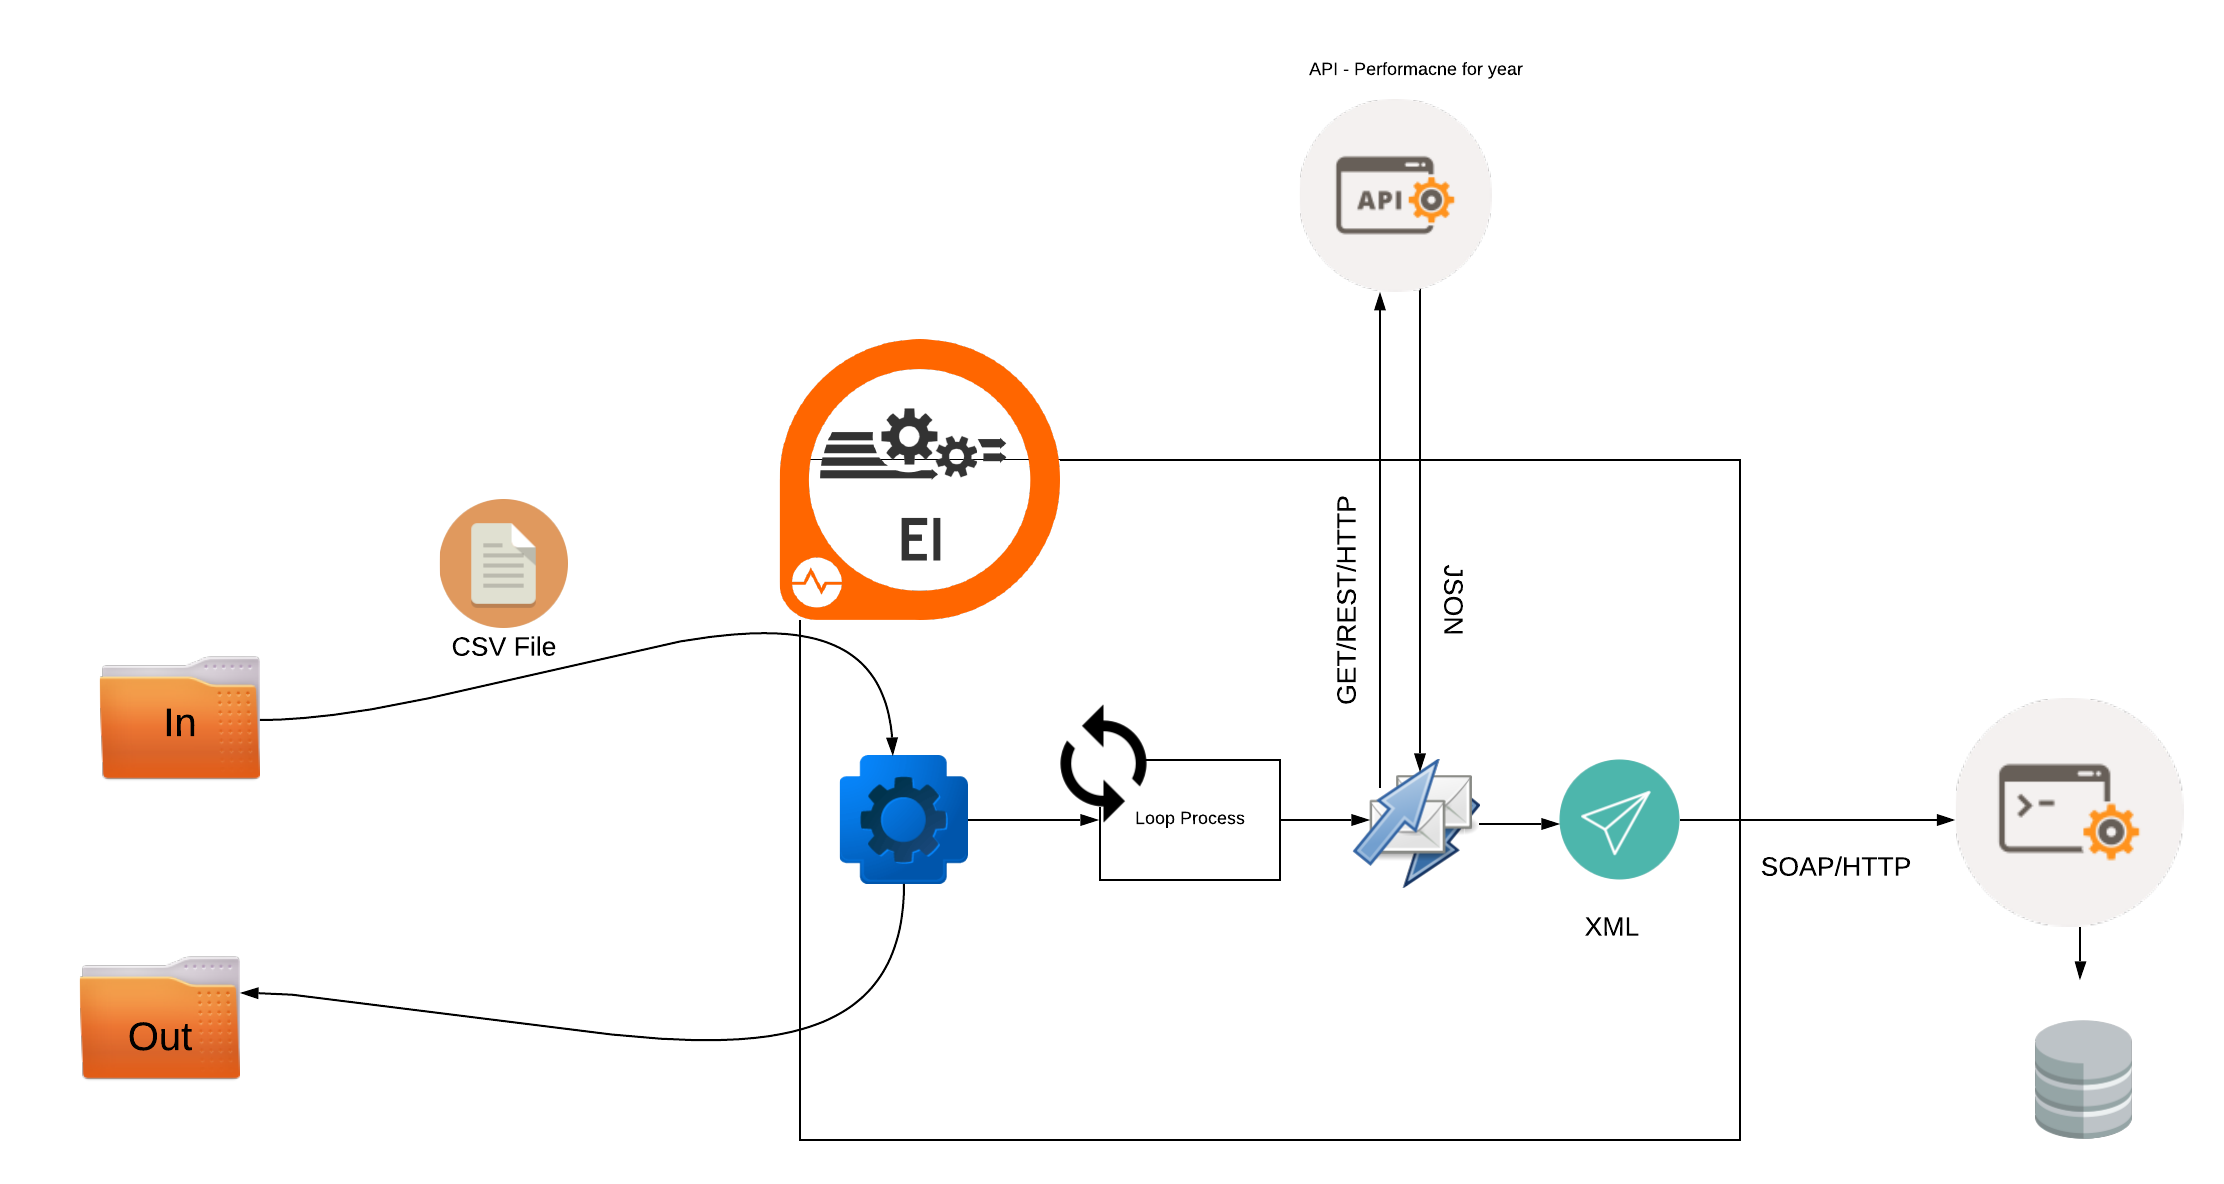 API - Performacne for year
API
EI
GET/REST/HTTP
JSON
CSV File
In
Loop Process
SOAP/HTTP
XML
Out